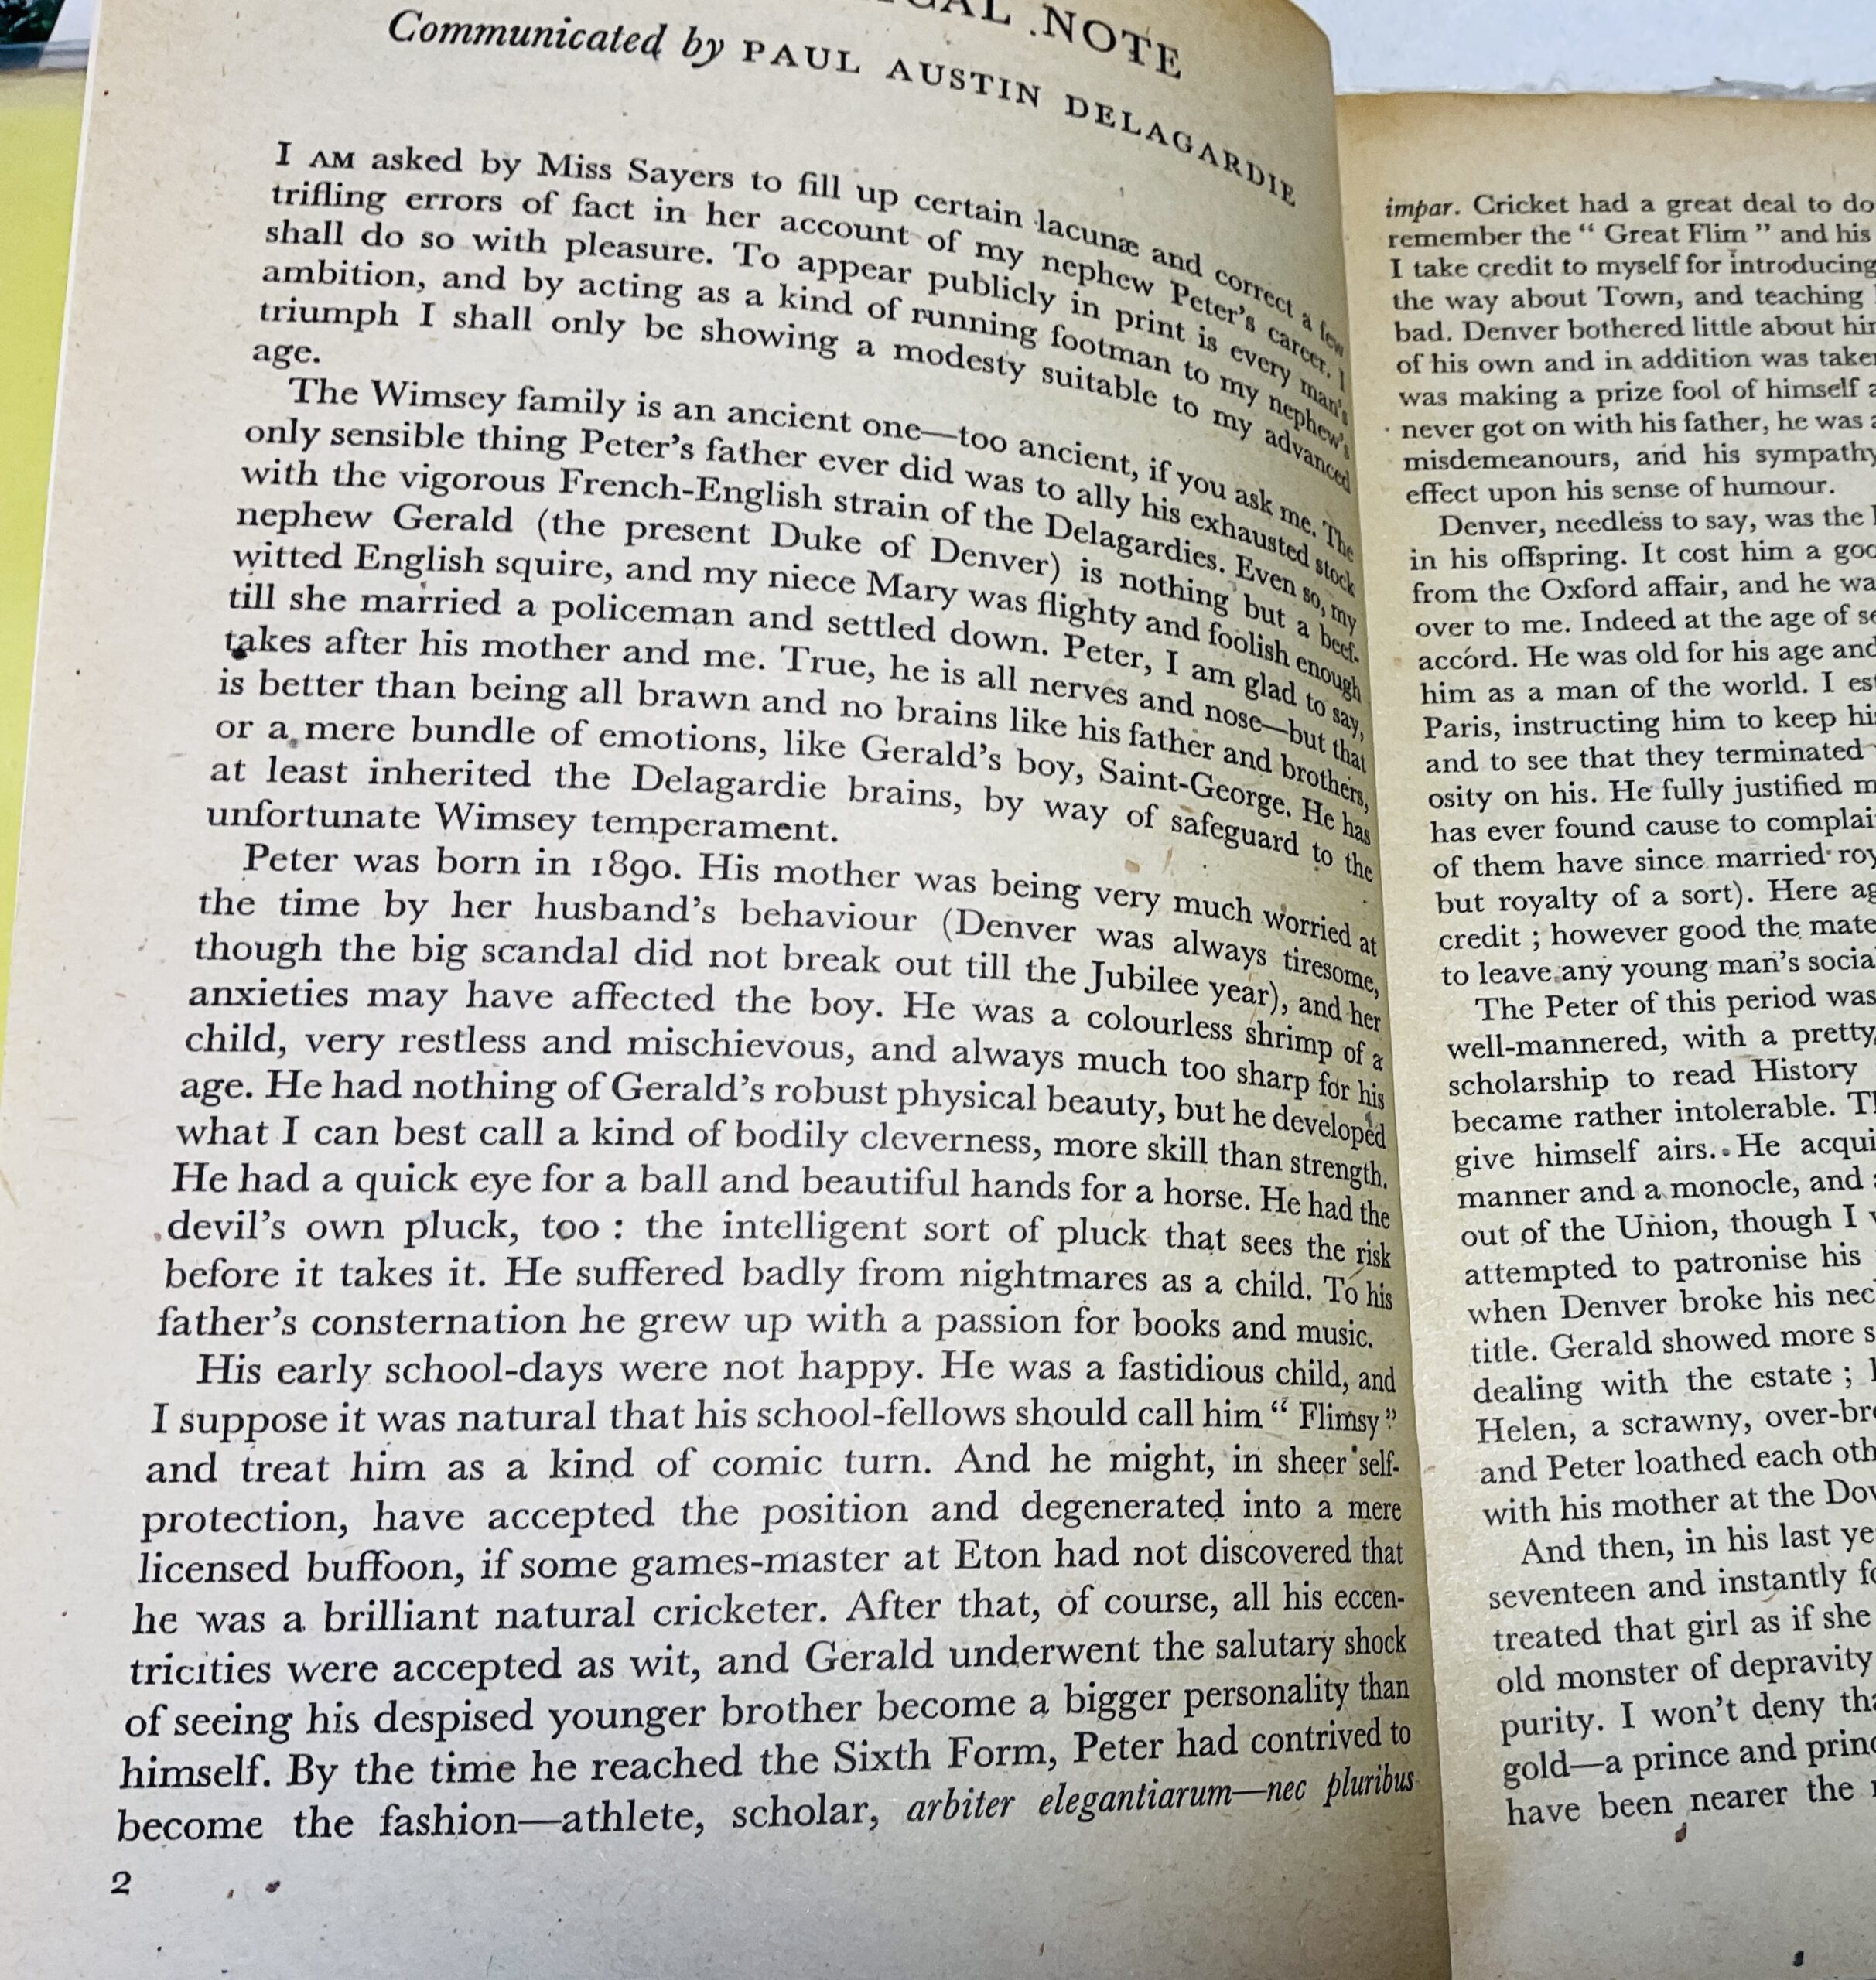 NOTE
Communicated by PAUL AUSTIN DELAGARDIE
I AM asked by Miss Sayers to fill up certain lacunæ and correct a few
trifling errors of fact in her account of my nephew Peter's career. I
shall do so with pleasure. To appear publicly in print is every man's
ambition, and by acting as a kind of running footman to my nephew's
triumph I shall only be showing a modesty suitable to my advanced
age.
The Wimsey family is an ancient one—too ancient, if you ask me. The
only sensible thing Peter's father ever did was to ally his exhausted stock
with the vigorous French-English strain of the Delagardies. Even so, my
nephew Gerald (the present Duke of Denver) is nothing but a beef-
witted English squire, and my niece Mary was flighty and foolish enough
till she married a policeman and settled down. Peter, I am glad to say,
takes after his mother and me. True, he is all nerves and nose—but that
is better than being all brawn and no brains like his father and brothers,
or a mere bundle of emotions, like Gerald's boy, Saint-George. He has
at least inherited the Delagardie brains, by way of safeguard to the
unfortunate Wimsey temperament.
Peter was born in 1890. His mother was being very much worried at
the time by her husband's behaviour (Denver was always tiresome,
though the big scandal did not break out till the Jubilee year), and her
anxieties may have affected the boy. He was a colourless shrimp of a
child, very restless and mischievous, and always much too sharp for his
age. He had nothing of Gerald's robust physical beauty, but he developed
what I can best call a kind of bodily cleverness, more skill than strength.
He had a quick eye for a ball and beautiful hands for a horse. He had the
devil's own pluck, too : the intelligent sort of pluck that sees the risk
before it takes it. He suffered badly from nightmares as a child. To his
father's consternation he grew up with a passion for books and music.
His early school-days were not happy. He was a fastidious child, and
I suppose it was natural that his school-fellows should call him “ Flimsy ”
and treat him as a kind of comic turn. And he might, in sheer self-
protection, have accepted the position and degenerated into a mere
licensed buffoon, if some games-master at Eton had not discovered that
he was a brilliant natural cricketer. After that, of course, all his eccen-
tricities were accepted as wit, and Gerald underwent the salutary shock
of seeing his despised younger brother become a bigger personality than
himself. By the time he reached the Sixth Form, Peter had contrived to
become the fashion—athlete, scholar, arbiter elegantiarum—nec pluribus
2
impar. Cricket had a great deal to do
remember the “ Great Flim ” and his
I take credit to myself for introducing
the way about Town, and teaching
bad. Denver bothered little about
of his own and in addition was
was making a prize fool of himself
never got on with his father, he was
misdemeanours, and his sympathy
effect upon his sense of humour.
Denver, needless to say, was the
in his offspring. It cost him a
from the Oxford affair, and he
over to me. Indeed at the age of
accord. He was old for his age and
him as a man of the world. I
Paris, instructing him to keep
and to see that they terminated
osity on his. He fully justified
has ever found cause to
of them have since married
but royalty of a sort). Here
credit ; however good the
to leave any young man's
The Peter of this period was
well-mannered, with a pretty
scholarship to read History
became rather intolerable.
give himself airs. He
manner and a monocle, and
out of the Union, though I
attempted to patronise his
when Denver broke his
title. Gerald showed more
dealing with the estate ;
Helen, a scrawny,
and Peter loathed each
with his mother at the
And then, in his last
seventeen and instantly
treated that girl as if she
old monster of depravity
purity. I won't deny
gold—a prince and
have been nearer the